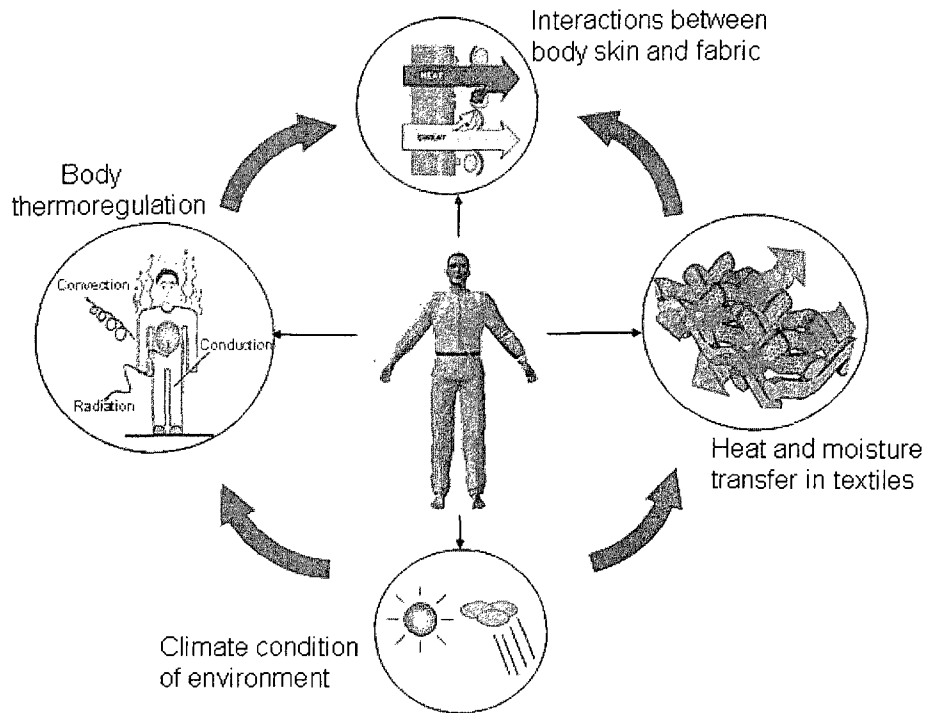 Interactions between
body skin and fabric
HEAT
SWEAT
Body
thermoregulation
Convection
Conduction
Radiation
Heat and moisture
transfer in textiles
Climate condition
of environment